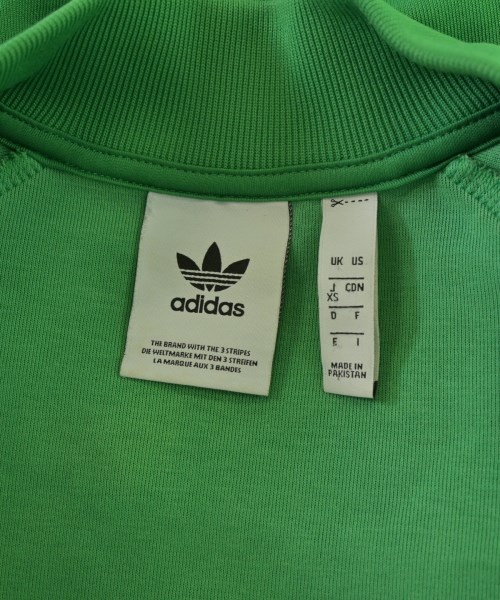 adidas
THE BRAND WITH THE 3 STRIPES
DIE WELTMARKE MIT DEN 3 STREIFEN
LA MARQUE AUX 3 BANDES
UK US
J CDN
XS
D F
E I
MADE IN
PAKISTAN